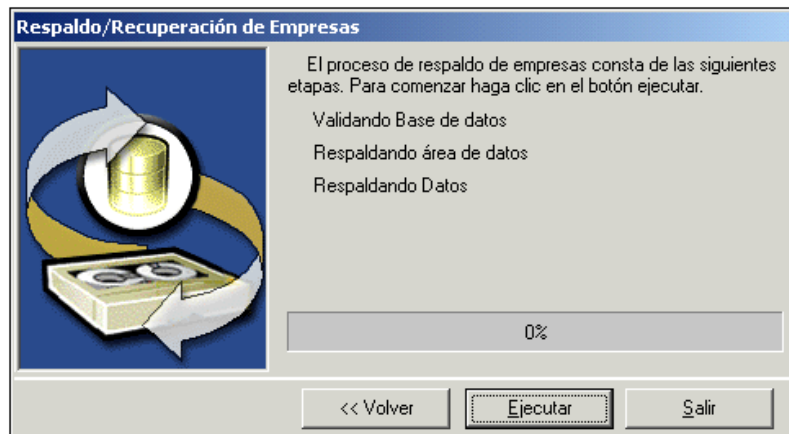 Respaldo/Recuperación de Empresas
El proceso de respaldo de empresas consta de las siguientes
etapas. Para comenzar haga clic en el botón ejecutar.
Validando Base de datos
Respaldando área de datos
Respaldando Datos
0%
<< Volver
Ejecutar
Salir